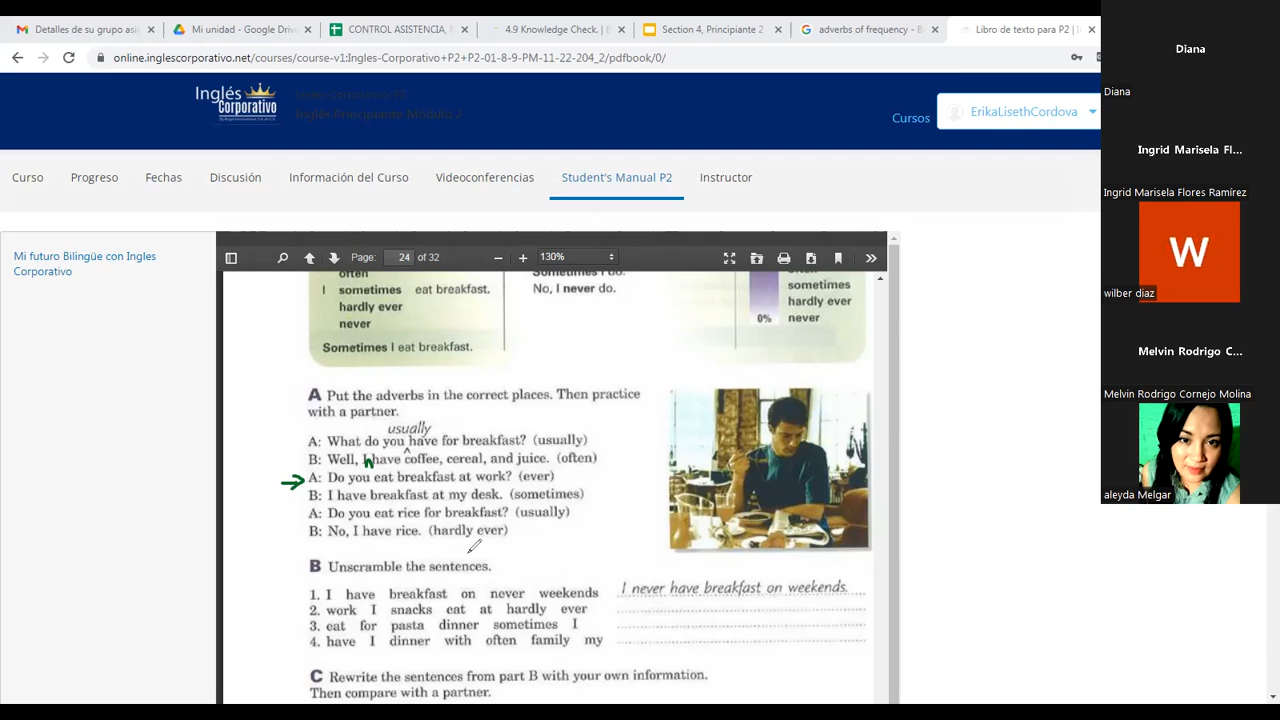 Detalles de su grupo asi
Mi unidad - Google Drive
CONTROL ASISTENCIA,
4.9 Knowledge Check. |
Section 4, Principiante 2
adverbs of frequency -
Libro de texto para P2 | I
online.inglescorporativo.net/courses/course-v1:Ingles-Corporativo+P2+P2-01-8-9-PM-11-22-204_2/pdfbook/0/
Inglés
Corporativo
Inglés Principiante Módulo 2
Cursos
ErikaLisethCordova
Curso
Progreso
Fechas
Discusión
Información del Curso
Videoconferencias
Student's Manual P2
Instructor
Mi futuro Bilingüe con Ingles
Corporativo
Page: 24 of 32
130%
often
I sometimes eat breakfast.
hardly ever
never
Sometimes I eat breakfast.
Sometimes I do.
No, I never do.
often
sometimes
hardly ever
0% never
A Put the adverbs in the correct places. Then practice
with a partner.
usually
A: What do you have for breakfast? (usually)
B: Well, I have coffee, cereal, and juice. (often)
A: Do you eat breakfast at work? (ever)
B: I have breakfast at my desk. (sometimes)
A: Do you eat rice for breakfast? (usually)
B: No, I have rice. (hardly ever)
B Unscramble the sentences.
1. I have breakfast on never weekends
I never have breakfast on weekends.
2. work I snacks eat at hardly ever
3. eat for pasta dinner sometimes I
4. have I dinner with often family my
C Rewrite the sentences from part B with your own information.
Then compare with a partner.
Diana
Diana
Ingrid Marisela Fl...
Ingrid Marisela Flores Ramírez
W
wilber diaz
Melvin Rodrigo C...
Melvin Rodrigo Cornejo Molina
aleyda Melgar